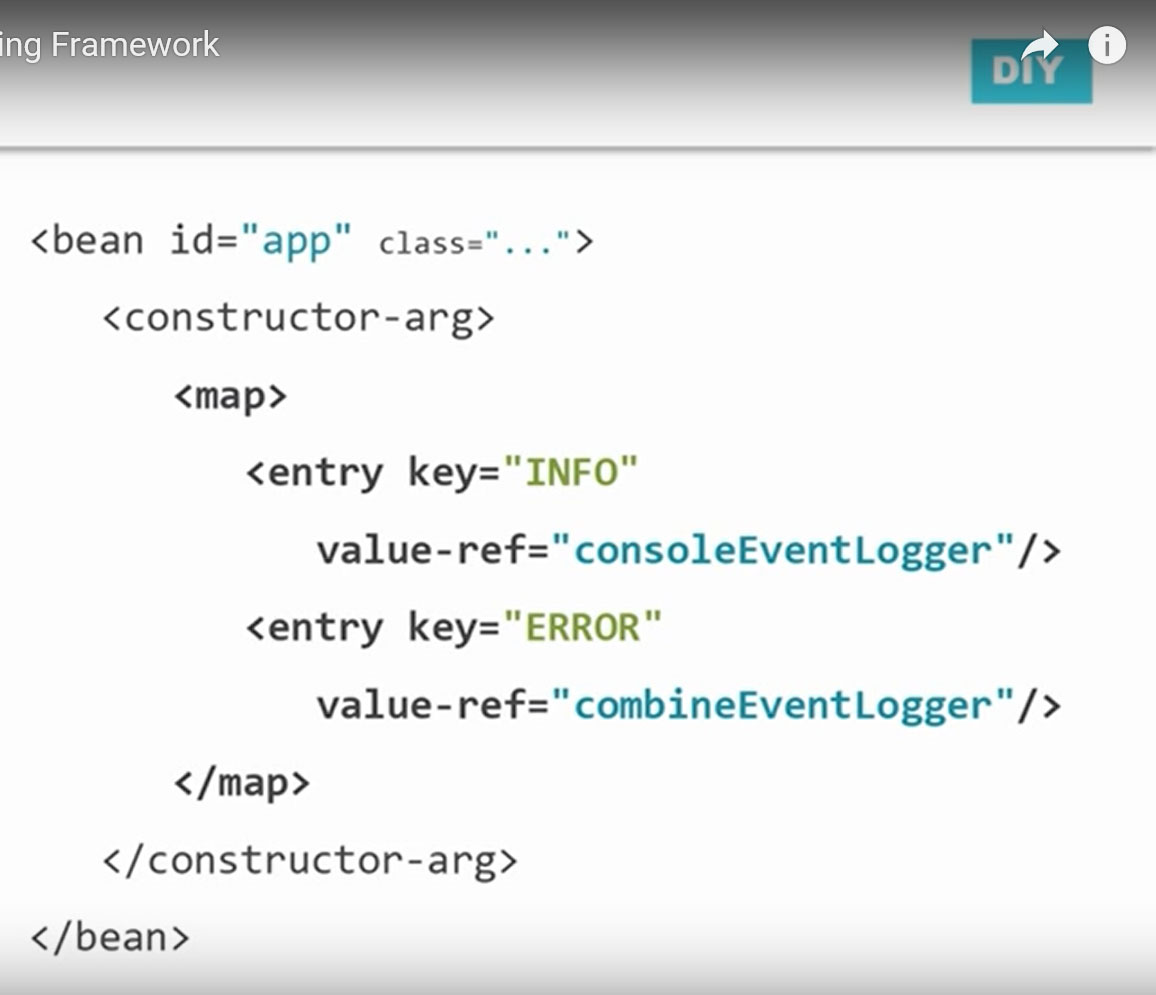 ing Framework
DIY
<bean id="app" class="...">
<constructor-arg>
<map>
<entry key="INFO"
value-ref="consoleEventLogger"/>
<entry key="ERROR"
value-ref="combineEventLogger"/>
</map>
</constructor-arg>
</bean>